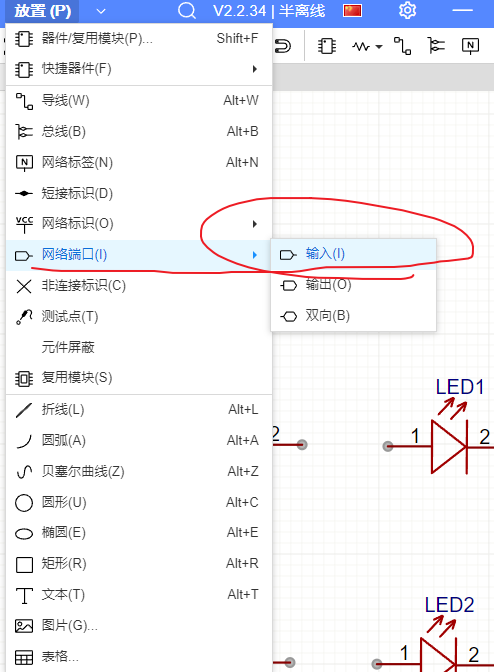 放置 (P)
V2.2.34 | 半离线
器件/复用模块(P)... Shift+F
快捷器件(F)
导线(W) Alt+W
总线(B) Alt+B
N 网络标签(N) Alt+N
N
短接标识(D)
VCC 网络标识(O)
网络端口(I)
输入(I)
非连接标识(C)
输出(O)
测试点(T)
双向(B)
元件屏蔽
复用模块(S)
折线(L) Alt+L
LED1
圆弧(A) Alt+A
2
1
2
贝塞尔曲线(Z) Alt+Z
圆形(U) Alt+C
椭圆(E) Alt+E
矩形(R) Alt+R
文本(T) Alt+T
LED2
图片(G)...
表格...
1
2